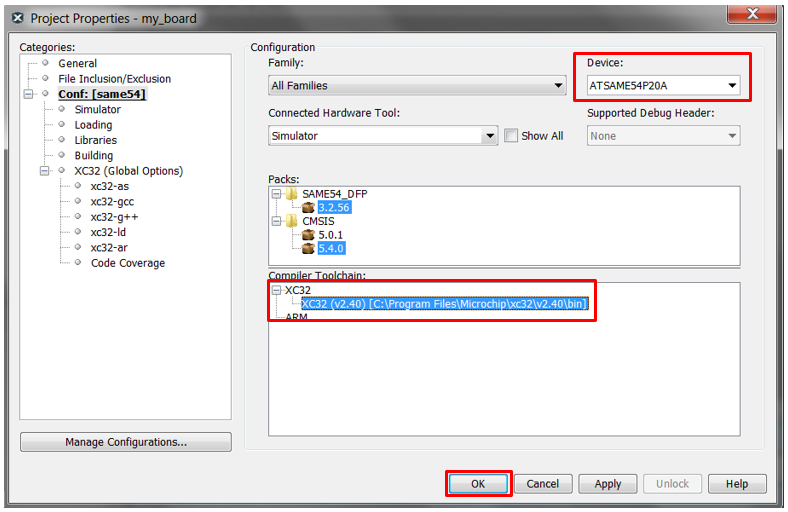 Project Properties - my_board
Categories:
General
File Inclusion/Exclusion
Conf: [same54]
Simulator
Loading
Libraries
Building
XC32 (Global Options)
xc32-as
xc32-gcc
xc32-g++
xc32-ld
xc32-ar
Code Coverage
Manage Configurations...
Configuration
Family:
Device:
All Families
ATSAME54P20A
Connected Hardware Tool:
Supported Debug Header:
Simulator
Show All
None
Packs:
SAME54_DFP
3.2.56
CMSIS
5.0.1
5.4.0
Compiler Toolchain:
XC32
XC32 (v2.40) [C:\Program Files\Microchip\xc32\v2.40\bin]
ARM
OK
Cancel
Apply
Unlock
Help